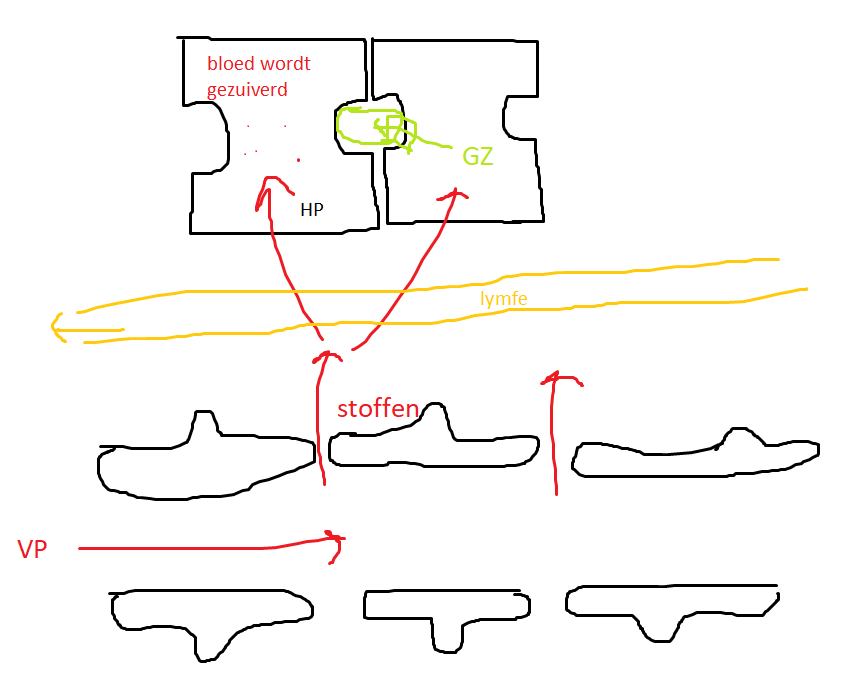 bloed wordt
gezuiverd
GZ
HP
lymfe
stoffen
VP